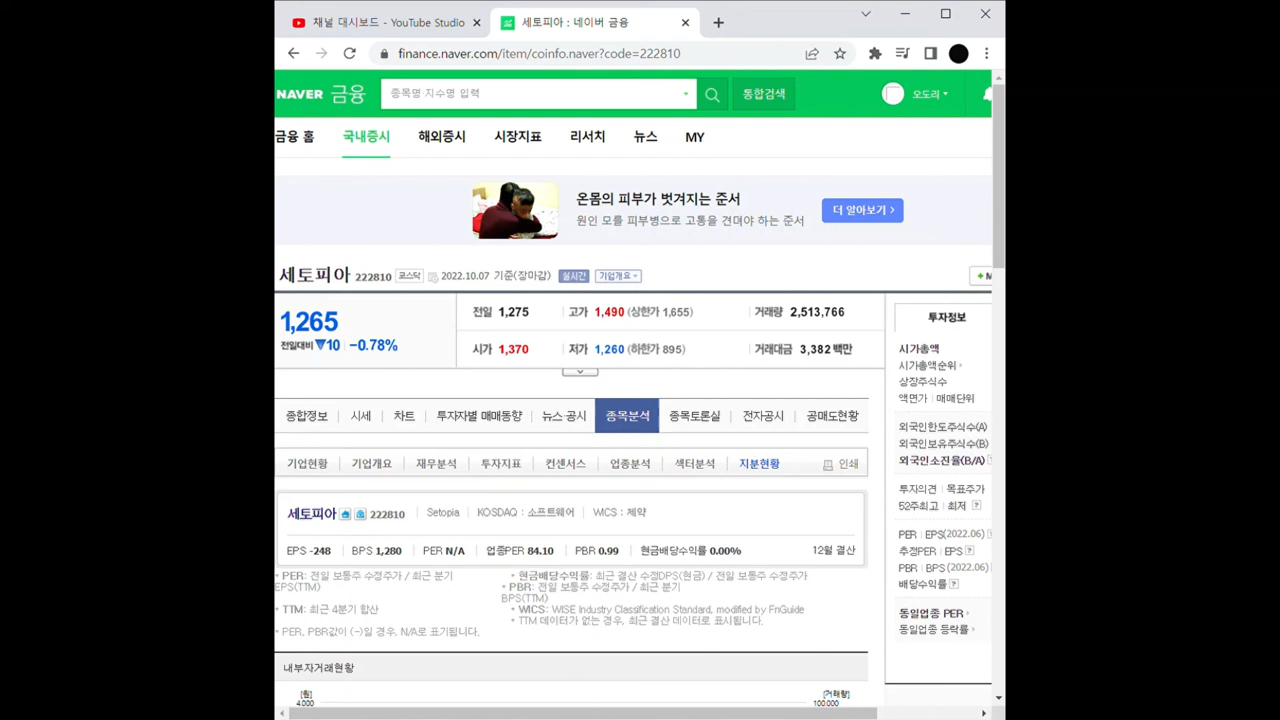 채널 대시보드 - YouTube Studio
세토피아 : 네이버 금융
finance.naver.com/item/coinfo.naver?code=222810
NAVER 금융
종목명·지수명 입력
통합검색
오도리
금융 홈 국내증시 해외증시 시장지표 리서치 뉴스 MY
온몸의 피부가 벗겨지는 준서
원인 모를 피부병으로 고통을 견뎌야 하는 준서
더 알아보기
세토피아 222810 코스닥 2022.10.07 기준(장마감) 실시간 기업개요
1,265
전일대비 ▼10 -0.78%
전일 1,275 고가 1,490 (상한가 1,655) 거래량 2,513,766
시가 1,370 저가 1,260 (하한가 895) 거래대금 3,382 백만
종합정보 시세 차트 투자자별 매매동향 뉴스·공시 종목분석 종목토론실 전자공시 공매도현황
기업현황 기업개요 재무분석 투자지표 컨센서스 업종분석 섹터분석 지분현황 인쇄
세토피아 222810 Setopia KOSDAQ : 소프트웨어 WICS : 제약
EPS -248 BPS 1,280 PER N/A 업종PER 84.10 PBR 0.99 현금배당수익률 0.00% 12월 결산
* PER: 전일 보통주 수정주가 / 최근 분기
EPS(TTM)
* TTM: 최근 4분기 합산
* PER, PBR값이 (-)일 경우, N/A로 표기됩니다.
* 현금배당수익률: 최근 결산 수정DPS(현금) / 전일 보통주 수정주가
* PBR: 전일 보통주 수정주가 / 최근 분기
BPS(TTM)
* WICS: WISE Industry Classification Standard, modified by FnGuide
* TTM 데이터가 없는 경우, 최근 결산 데이터로 표시됩니다.
내부자거래현황
[원]
4,000
[거래량]
100,000
투자정보
시가총액
시가총액순위
상장주식수
액면가 매매단위
외국인한도주식수(A)
외국인보유주식수(B)
외국인소진율(B/A)
투자의견 목표주가
52주최고 최저
PER EPS(2022.06)
추정PER EPS
PBR BPS(2022.06)
배당수익률
동일업종 PER
동일업종 등락률